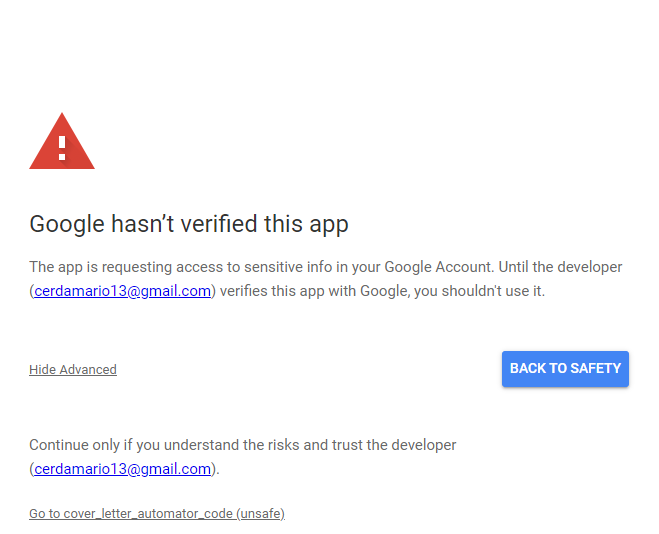 Google hasn’t verified this app
The app is requesting access to sensitive info in your Google Account. Until the developer
(cerdamario13@gmail.com) verifies this app with Google, you shouldn't use it.
Hide Advanced
BACK TO SAFETY
Continue only if you understand the risks and trust the developer
(cerdamario13@gmail.com).
Go to cover_letter_automator_code (unsafe)